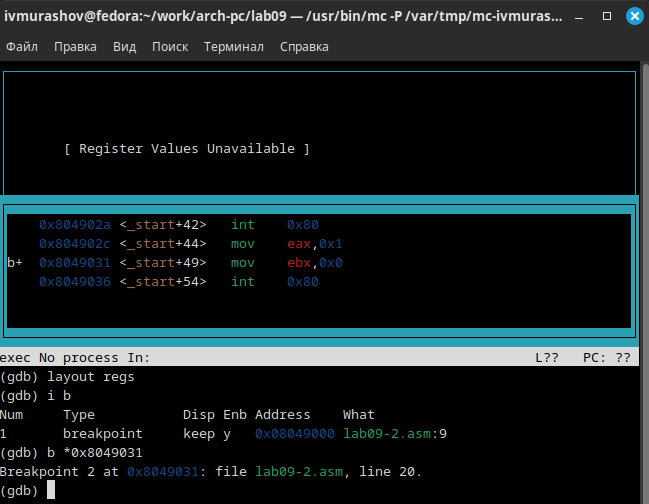 ivmurashov@fedora:~/work/arch-pc/lab09 — /usr/bin/mc -P /var/tmp/mc-ivmuras...
Файл Правка Вид Поиск Терминал Справка
[ Register Values Unavailable ]
0x804902a <_start+42> int 0x80
0x804902c <_start+44> mov eax,0x1
b+ 0x8049031 <_start+49> mov ebx,0x0
0x8049036 <_start+54> int 0x80
exec No process In: L?? PC: ??
(gdb) layout regs
(gdb) i b
Num Type Disp Enb Address What
1 breakpoint keep y 0x08049000 lab09-2.asm:9
(gdb) b *0x8049031
Breakpoint 2 at 0x8049031: file lab09-2.asm, line 20.
(gdb)